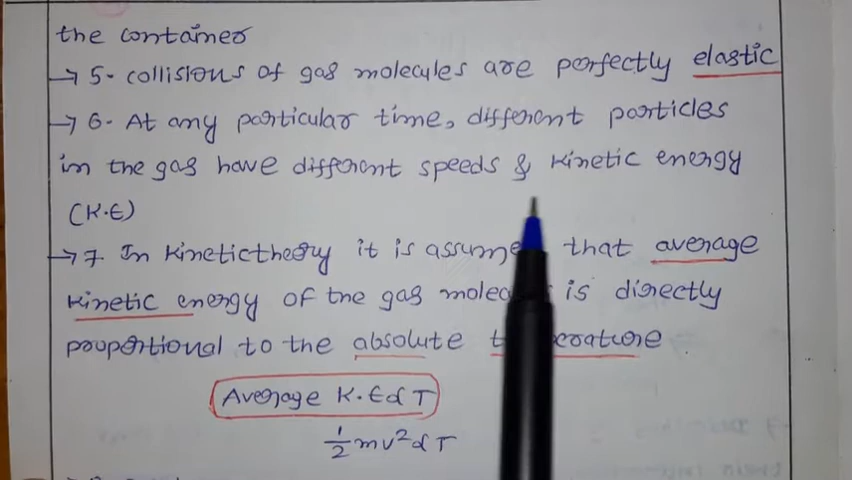 the container
→ 5. collisions of gas molecules are perfectly elastic
→ 6. At any particular time, different particles
in the gas have different speeds & kinetic energy
(K.E)
→ 7. In kinetic theory it is assume that average
kinetic energy of the gas is directly
proportional to the absolute
Average K.E ∝ T
½mv² ∝ T